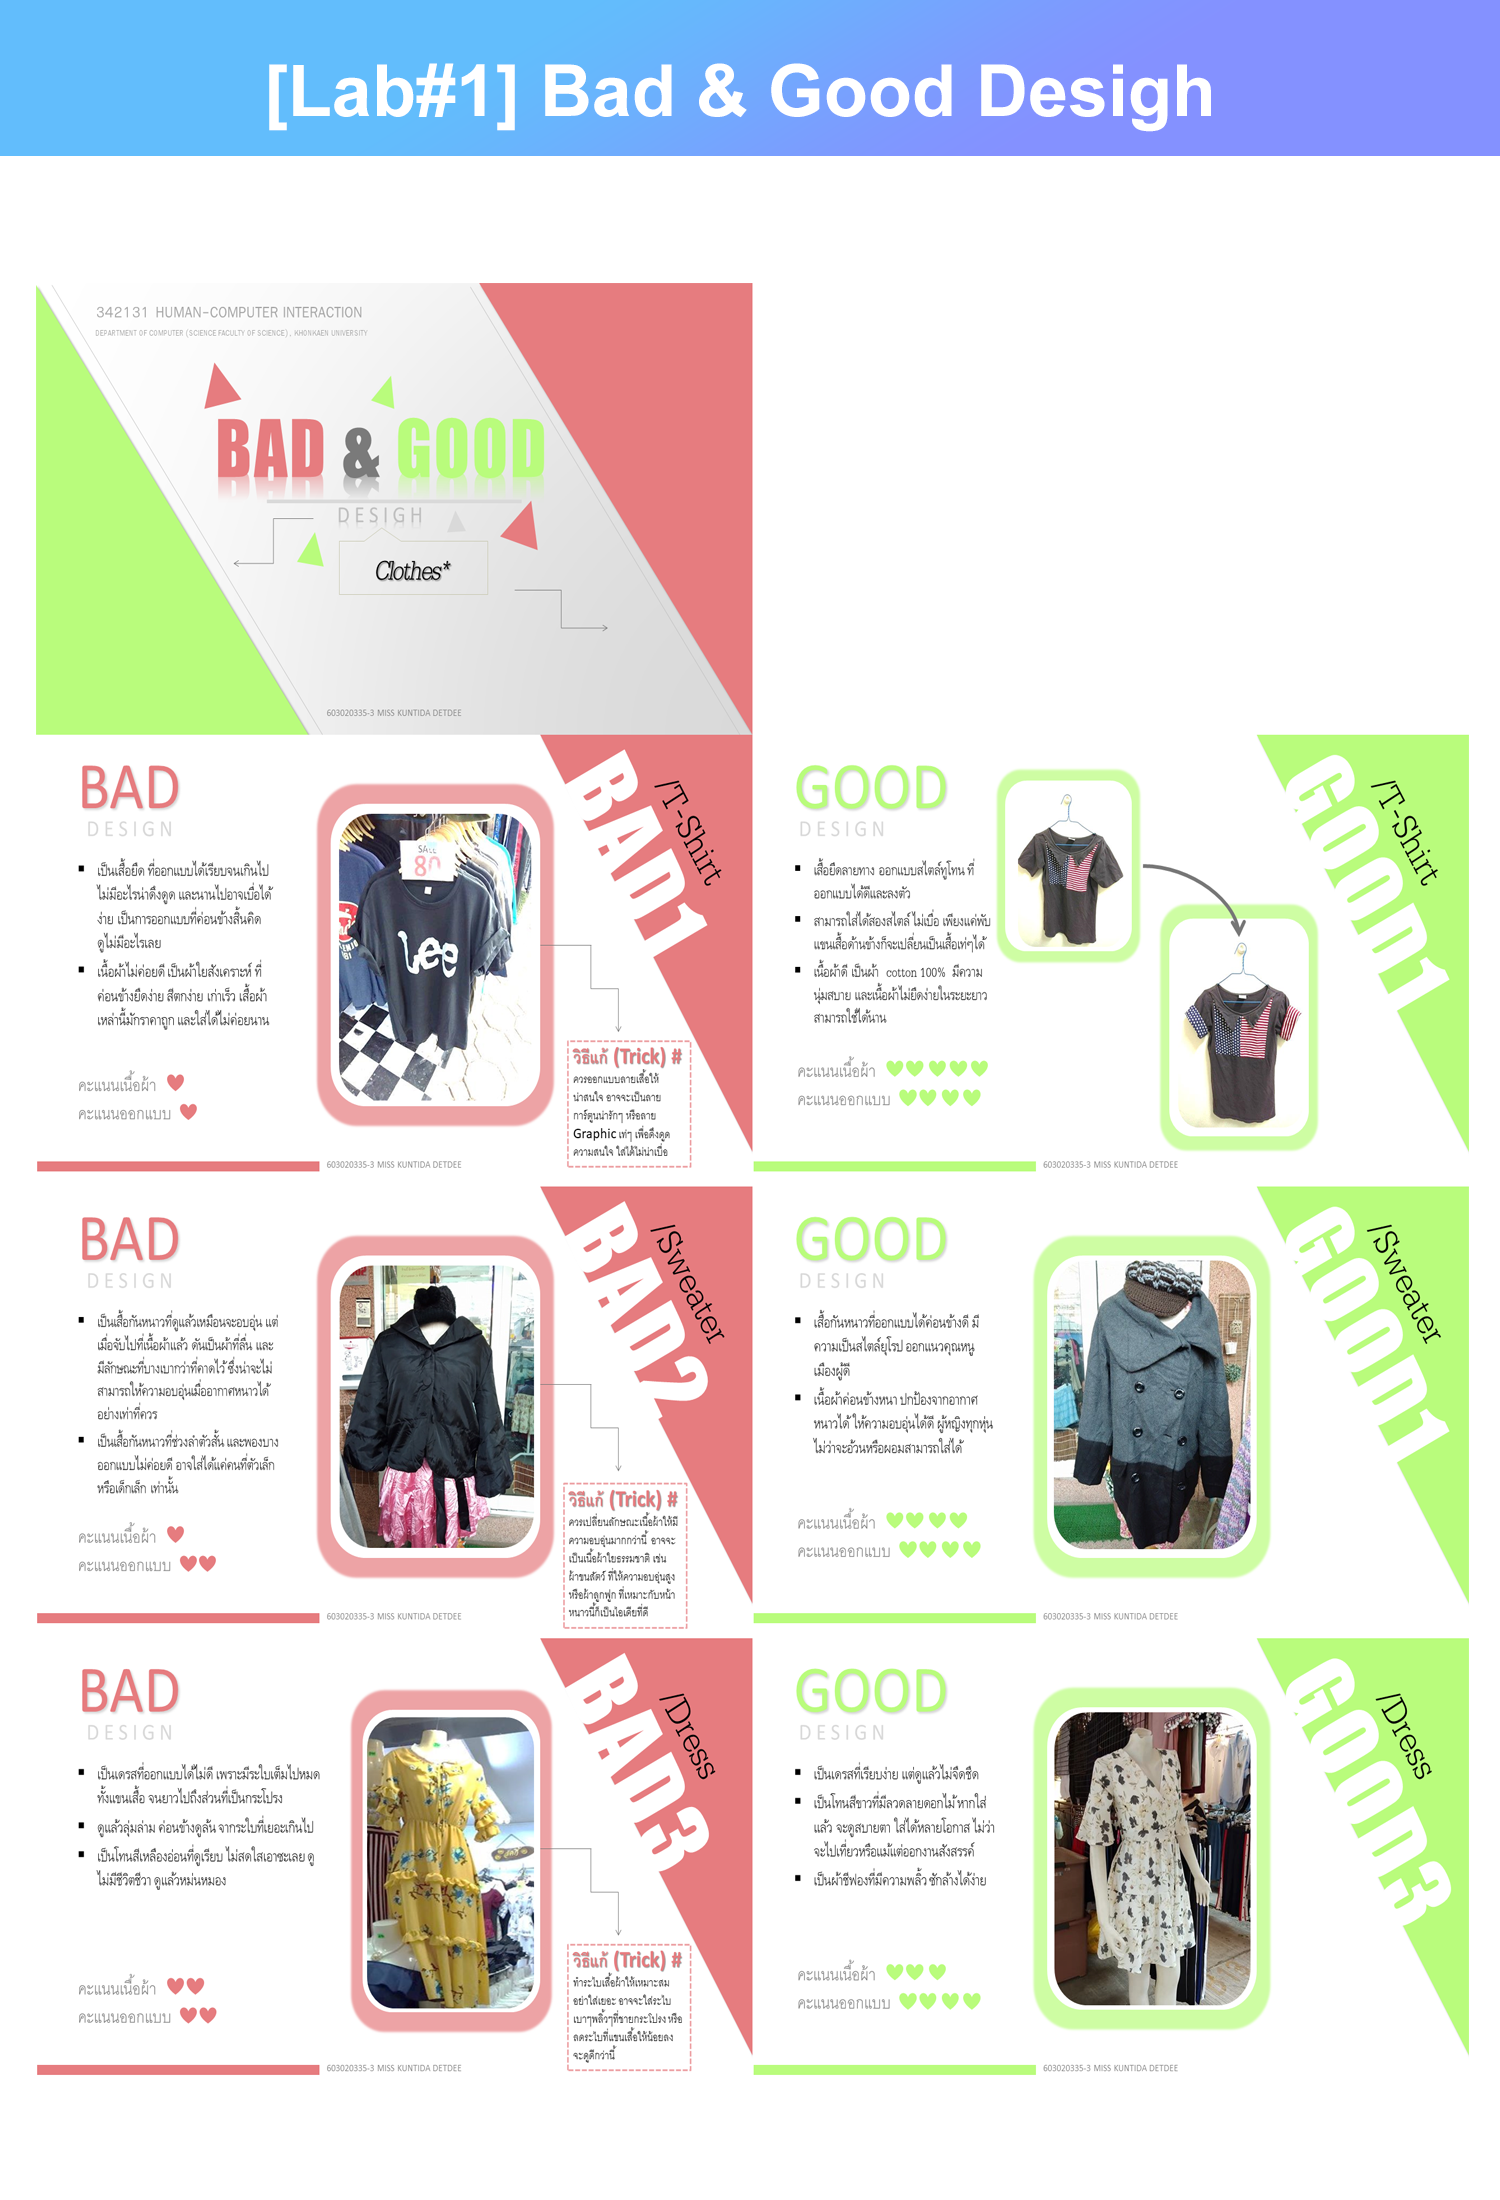 [Lab#1] Bad & Good Desigh
342131 HUMAN-COMPUTER INTERACTION
DEPARTMENT OF COMPUTER (SCIENCE FACULTY OF SCIENCE), KHONKAEN UNIVERSITY
BAD & GOOD
DESIGH
Clothes*
603020335-3 MISS KUNTIDA DETDEE
BAD
DESIGN
เป็นเสื้อยืด ที่ออกแบบได้เรียบจนเกินไป
ไม่มีอะไรน่าดึงดูด และนานไปอาจเบื่อได้
ง่าย เป็นการออกแบบที่ค่อนข้างสิ้นคิด
ดูไม่มีอะไรเลย
เนื้อผ้าไม่ค่อยดี เป็นผ้าใยสังเคราะห์ ที่
ค่อนข้างยืดง่าย สีตกง่าย เก่าเร็ว เสื้อผ้า
เหล่านี้มักราคาถูก และใส่ได้ไม่ค่อยนาน
คะแนนเนื้อผ้า
คะแนนออกแบบ
SALE
80
Lee
BAD1
/T-Shirt
วิธีแก้ (Trick) #
ควรออกแบบลายเสื้อให้
น่าสนใจ อาจจะเป็นลาย
การ์ตูนน่ารักๆ หรือลาย
Graphic เท่ๆ เพื่อดึงดูด
ความสนใจ ใส่ได้ไม่น่าเบื่อ
603020335-3 MISS KUNTIDA DETDEE
GOOD
DESIGN
เสื้อยืดลายทาง ออกแบบสไตล์ทูโทน ที่
ออกแบบได้ดีและลงตัว
สามารถใส่ได้สองสไตล์ ไม่เบื่อ เพียงแค่พับ
แขนเสื้อด้านข้างก็จะเปลี่ยนเป็นเสื้อเท่ๆได้
เนื้อผ้าดี เป็นผ้า cotton 100% มีความ
นุ่มสบาย และเนื้อผ้าไม่ยืดง่ายในระยะยาว
สามารถใช้ได้นาน
คะแนนเนื้อผ้า
คะแนนออกแบบ
GOOD1
/T-Shirt
603020335-3 MISS KUNTIDA DETDEE
BAD
DESIGN
เป็นเสื้อกันหนาวที่ดูแล้วเหมือนจะอบอุ่น แต่
เมื่อจับไปที่เนื้อผ้าแล้ว ดันเป็นผ้าที่ลื่น และ
มีลักษณะที่บางเบากว่าที่คาดไว้ ซึ่งน่าจะไม่
สามารถให้ความอบอุ่นเมื่ออากาศหนาวได้
อย่างเท่าที่ควร
เป็นเสื้อกันหนาวที่ช่วงลำตัวสั้น และพองบาง
ออกแบบไม่ค่อยดี อาจใส่ได้แค่คนที่ตัวเล็ก
หรือเด็กเล็ก เท่านั้น
คะแนนเนื้อผ้า
คะแนนออกแบบ
BAD2
/Sweater
วิธีแก้ (Trick) #
ควรเปลี่ยนลักษณะเนื้อผ้าให้มี
ความอบอุ่นมากกว่านี้ อาจจะ
เป็นเนื้อผ้าใยธรรมชาติ เช่น
ผ้าขนสัตว์ ที่ให้ความอบอุ่นสูง
หรือผ้าลูกฟูก ที่เหมาะกับหน้า
หนาวนี้ก็เป็นไอเดียที่ดี
603020335-3 MISS KUNTIDA DETDEE
GOOD
DESIGN
เสื้อกันหนาวที่ออกแบบได้ค่อนข้างดี มี
ความเป็นสไตล์ยุโรป ออกแนวคุณหนู
เมืองผู้ดี
เนื้อผ้าค่อนข้างหนา ปกป้องจากอากาศ
หนาวได้ ให้ความอบอุ่นได้ดี ผู้หญิงทุกหุ่น
ไม่ว่าจะอ้วนหรือผอมสามารถใส่ได้
คะแนนเนื้อผ้า
คะแนนออกแบบ
GOOD1
/Sweater
603020335-3 MISS KUNTIDA DETDEE
BAD
DESIGN
เป็นเดรสที่ออกแบบได้ไม่ดี เพราะมีระใบเต็มไปหมด
ทั้งแขนเสื้อ จนยาวไปถึงส่วนที่เป็นกระโปรง
ดูแล้วลุ่มล่าม ค่อนข้างดูล้น จากระใบที่เยอะเกินไป
เป็นโทนสีเหลืองอ่อนที่ดูเรียบ ไม่สดใสเอาซะเลย ดู
ไม่มีชีวิตชีวา ดูแล้วหม่นหมอง
คะแนนเนื้อผ้า
คะแนนออกแบบ
BAD3
/Dress
วิธีแก้ (Trick) #
ทำระใบเสื้อผ้าให้เหมาะสม
อย่าใส่เยอะ อาจจะใส่ระใบ
เบาๆพลิ้วๆที่ชายกระโปรง หรือ
ลดระใบที่แขนเสื้อให้น้อยลง
จะดูดีกว่านี้
603020335-3 MISS KUNTIDA DETDEE
GOOD
DESIGN
เป็นเดรสที่เรียบง่าย แต่ดูแล้วไม่จืดชืด
เป็นโทนสีขาวที่มีลวดลายดอกไม้ หากใส่
แล้ว จะดูสบายตา ใส่ได้หลายโอกาส ไม่ว่า
จะไปเที่ยวหรือแม้แต่ออกงานสังสรรค์
เป็นผ้าชีฟองที่มีความพลิ้ว ซักล้างได้ง่าย
คะแนนเนื้อผ้า
คะแนนออกแบบ
GOOD3
/Dress
603020335-3 MISS KUNTIDA DETDEE